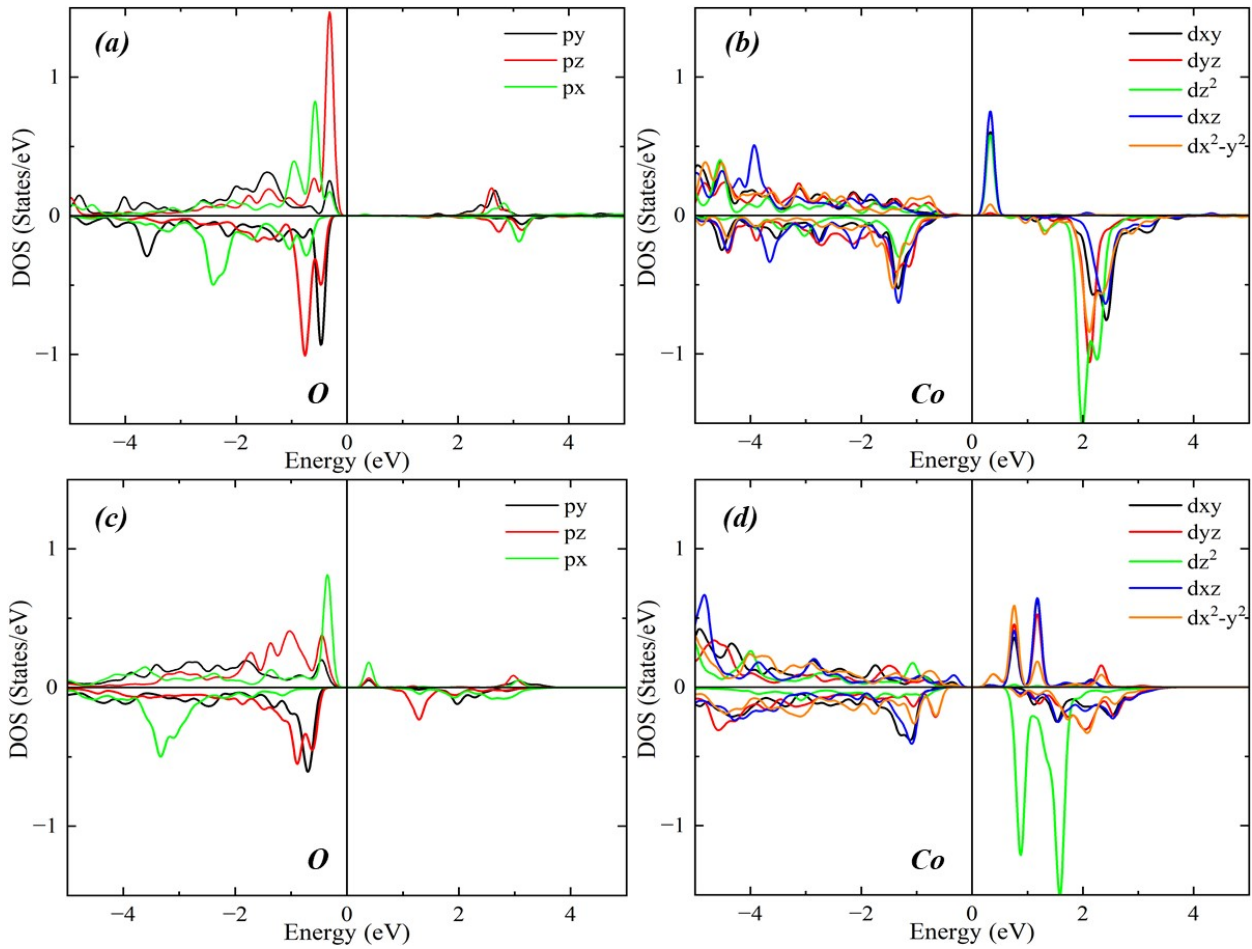 (a)
py
pz
px
1
0
−1
DOS (States/eV)
O
−4
−2
0
2
4
Energy (eV)
(b)
dxy
dyz
dz²
dxz
dx²-y²
1
0
−1
DOS (States/eV)
Co
−4
−2
0
2
4
Energy (eV)
(c)
py
pz
px
1
0
−1
DOS (States/eV)
O
−4
−2
0
2
4
Energy (eV)
(d)
dxy
dyz
dz²
dxz
dx²-y²
1
0
−1
DOS (States/eV)
Co
−4
−2
0
2
4
Energy (eV)